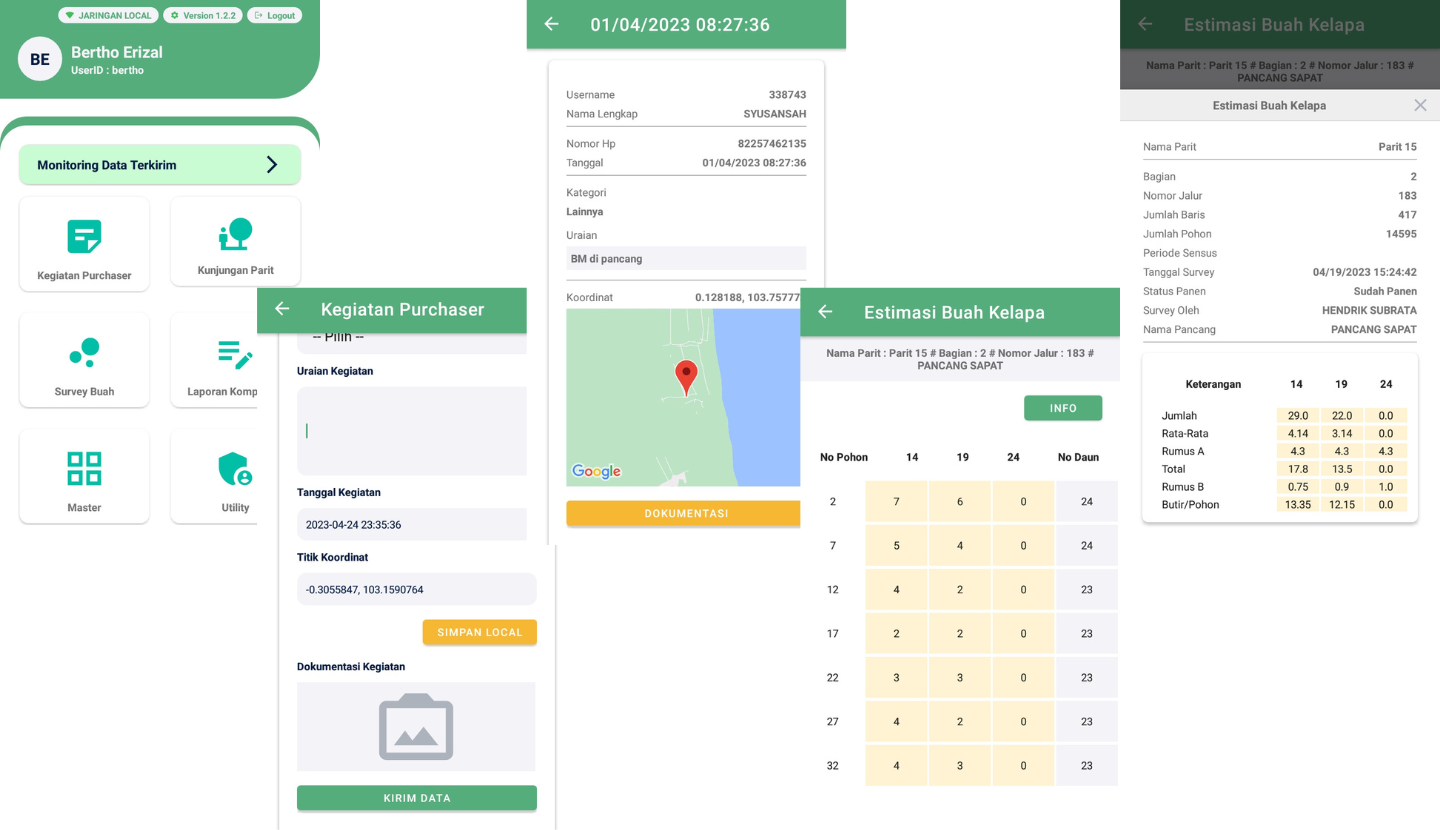 JARINGAN LOCAL Version 1.2.2 Logout
BE
Bertho Erizal
UserID : bertho
Monitoring Data Terkirim
Kegiatan Purchaser Kunjungan Parit
Survey Buah Laporan Komp
Master Utility
Kegiatan Purchaser
-- Pilih --
Uraian Kegiatan
Tanggal Kegiatan
2023-04-24 23:35:36
Titik Koordinat
-0.3055847, 103.1590764
SIMPAN LOCAL
Dokumentasi Kegiatan
KIRIM DATA
01/04/2023 08:27:36
Username 338743
Nama Lengkap SYUSANSAH
Nomor Hp 82257462135
Tanggal 01/04/2023 08:27:36
Kategori
Lainnya
Uraian
BM di pancang
Koordinat 0.128188, 103.75777
Google
DOKUMENTASI
Estimasi Buah Kelapa
Nama Parit : Parit 15 # Bagian : 2 # Nomor Jalur : 183 #
PANCANG SAPAT
INFO
No Pohon 14 19 24 No Daun
2 7 6 0 24
7 5 4 0 24
12 4 2 0 23
17 2 2 0 23
22 3 3 0 23
27 4 2 0 23
32 4 3 0 23
Estimasi Buah Kelapa
Nama Parit : Parit 15 # Bagian : 2 # Nomor Jalur : 183 #
PANCANG SAPAT
Estimasi Buah Kelapa
Nama Parit Parit 15
Bagian 2
Nomor Jalur 183
Jumlah Baris 417
Jumlah Pohon 14595
Periode Sensus
Tanggal Survey 04/19/2023 15:24:42
Status Panen Sudah Panen
Survey Oleh HENDRIK SUBRATA
Nama Pancang PANCANG SAPAT
Keterangan 14 19 24
Jumlah 29.0 22.0 0.0
Rata-Rata 4.14 3.14 0.0
Rumus A 4.3 4.3 4.3
Total 17.8 13.5 0.0
Rumus B 0.75 0.9 1.0
Butir/Pohon 13.35 12.15 0.0